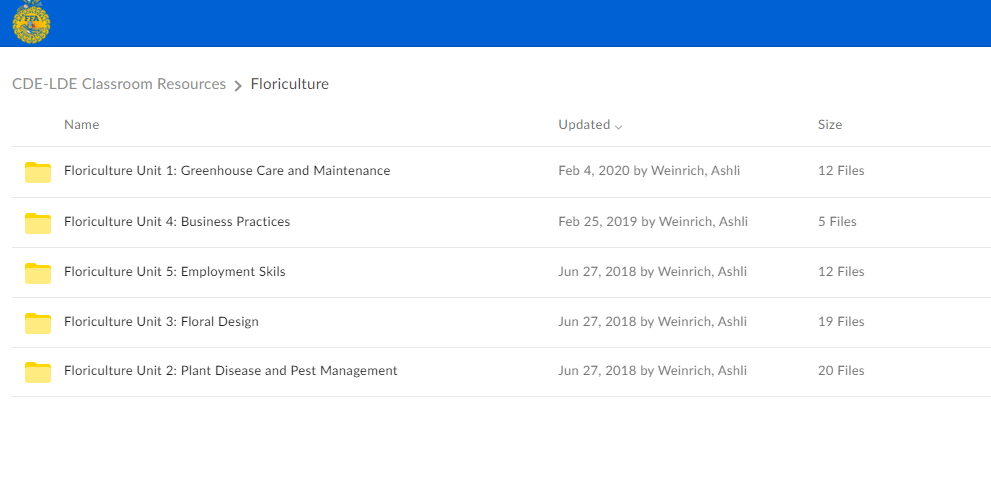 FFA
CDE-LDE Classroom Resources > Floriculture
Name Updated Size
Floriculture Unit 1: Greenhouse Care and Maintenance Feb 4, 2020 by Weinrich, Ashli 12 Files
Floriculture Unit 4: Business Practices Feb 25, 2019 by Weinrich, Ashli 5 Files
Floriculture Unit 5: Employment Skils Jun 27, 2018 by Weinrich, Ashli 12 Files
Floriculture Unit 3: Floral Design Jun 27, 2018 by Weinrich, Ashli 19 Files
Floriculture Unit 2: Plant Disease and Pest Management Jun 27, 2018 by Weinrich, Ashli 20 Files